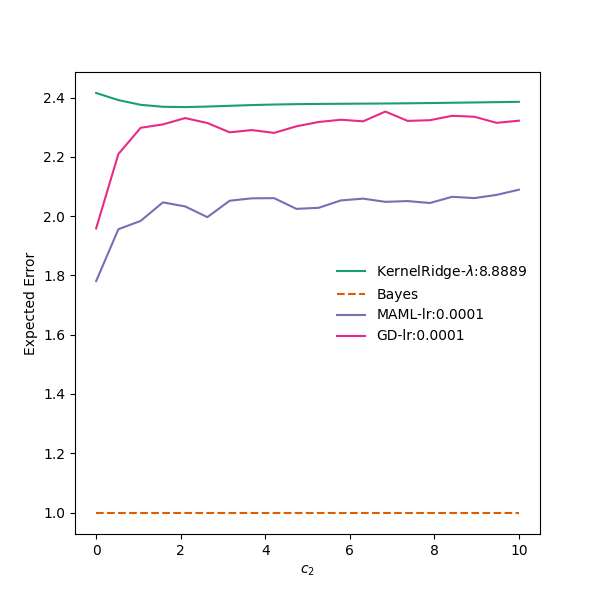 2.4
2.2
2.0
1.8
1.6
1.4
1.2
1.0
Expected Error
KernelRidge-λ:8.8889
Bayes
MAML-lr:0.0001
GD-lr:0.0001
0 2 4 6 8 10
c₂